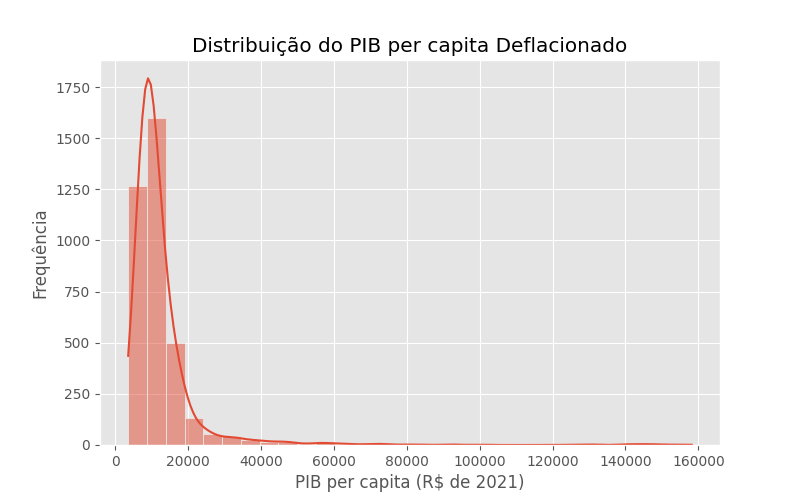 Distribuição do PIB per capita Deflacionado
Frequência
1750
1500
1250
1000
750
500
250
0
0 20000 40000 60000 80000 100000 120000 140000 160000
PIB per capita (R$ de 2021)